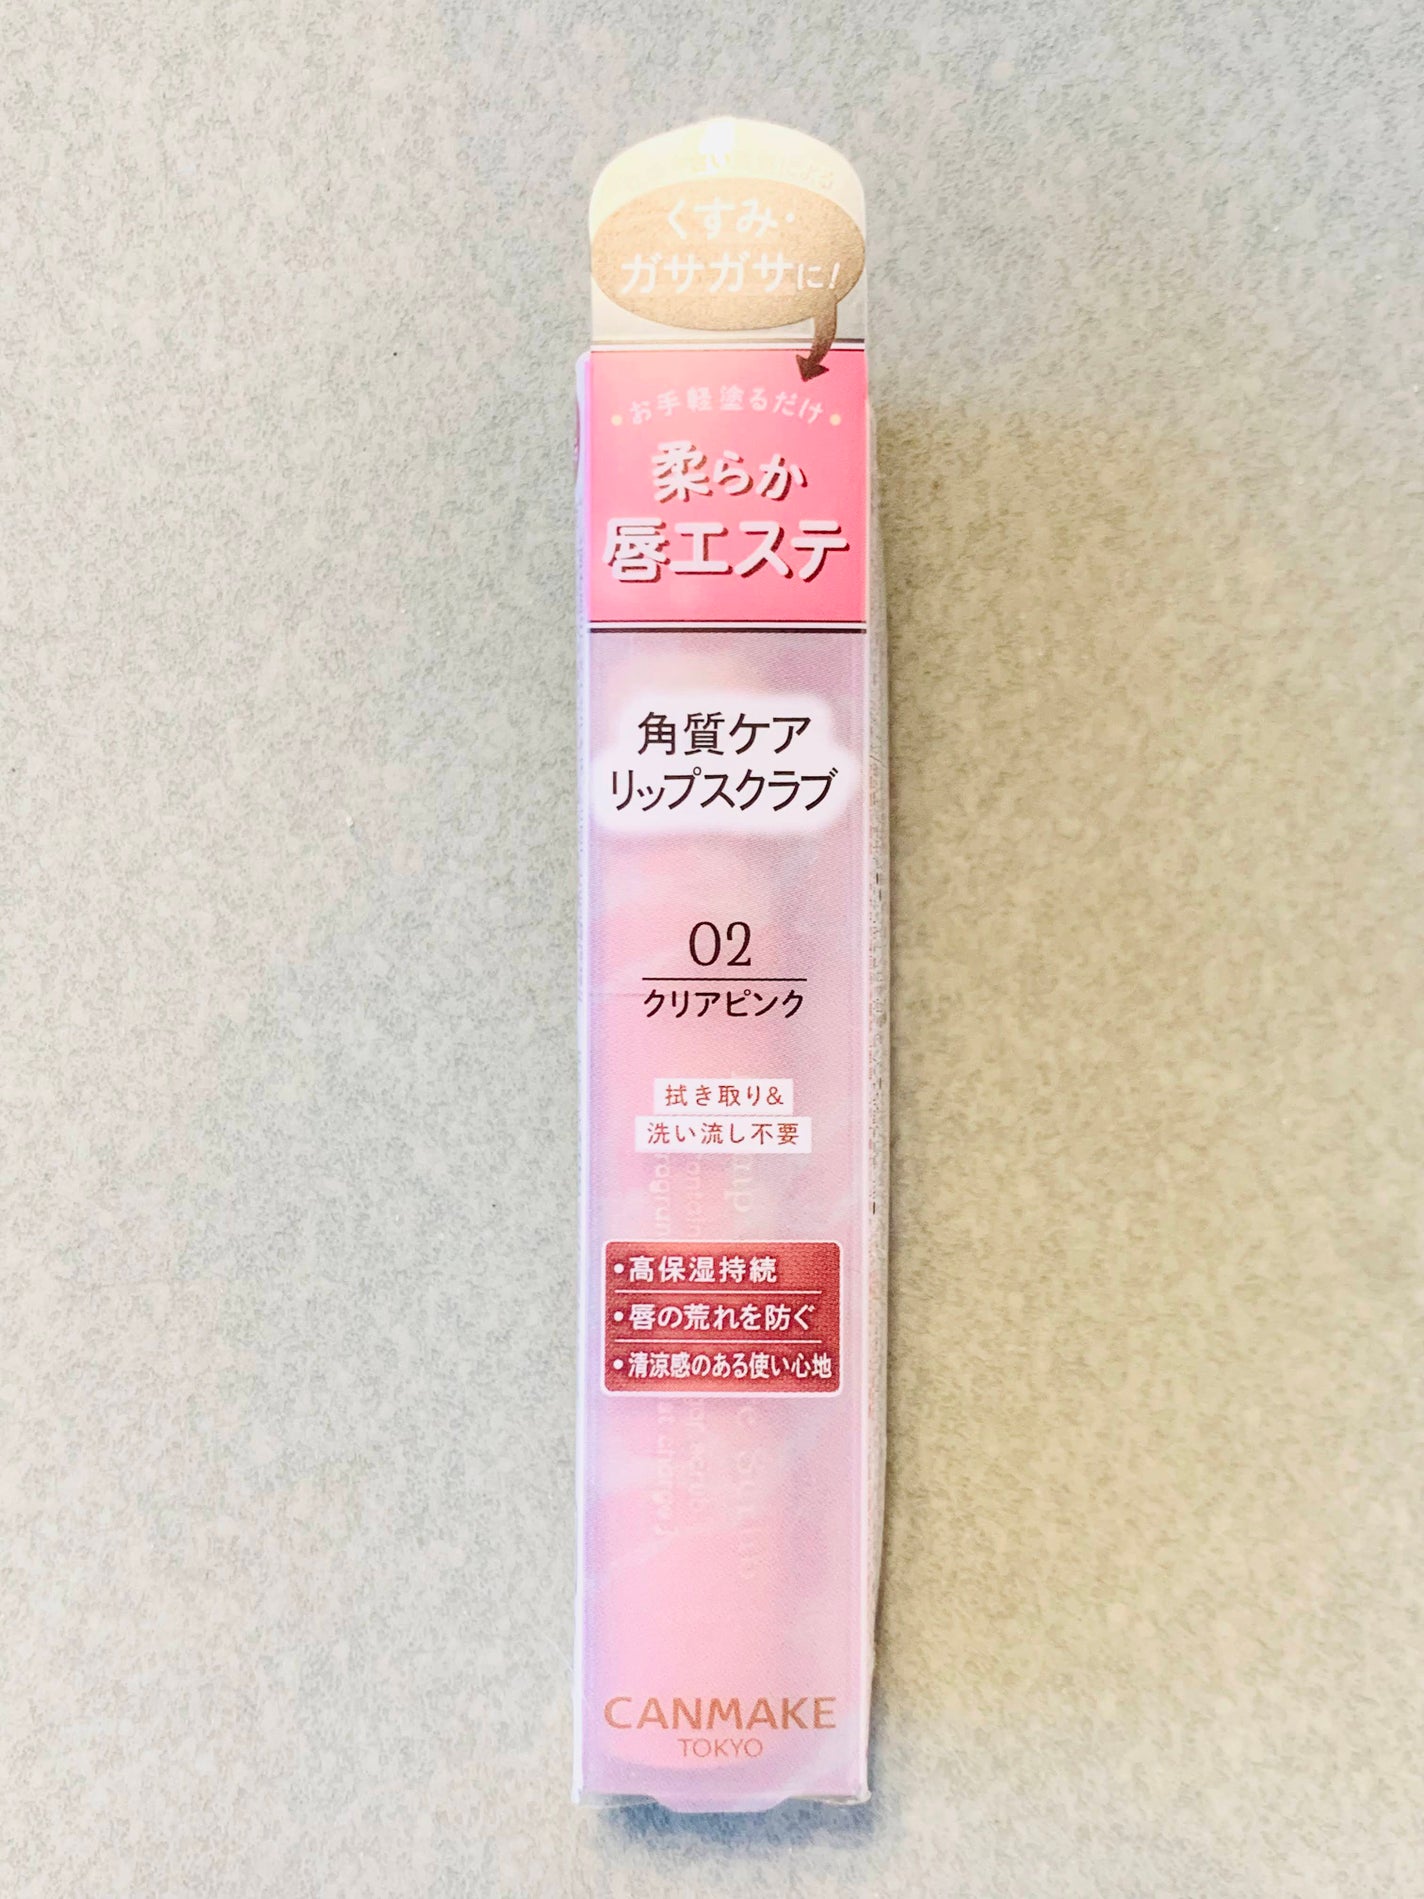 くすみ・
ガサガサに!
・お手軽塗るだけ・
柔らか
唇エステ
角質ケア
リップスクラブ
02
クリアピンク
拭き取り&
洗い流し不要
・高保湿持続
・唇の荒れを防ぐ
・清涼感のある使い心地
CANMAKE
TOKYO